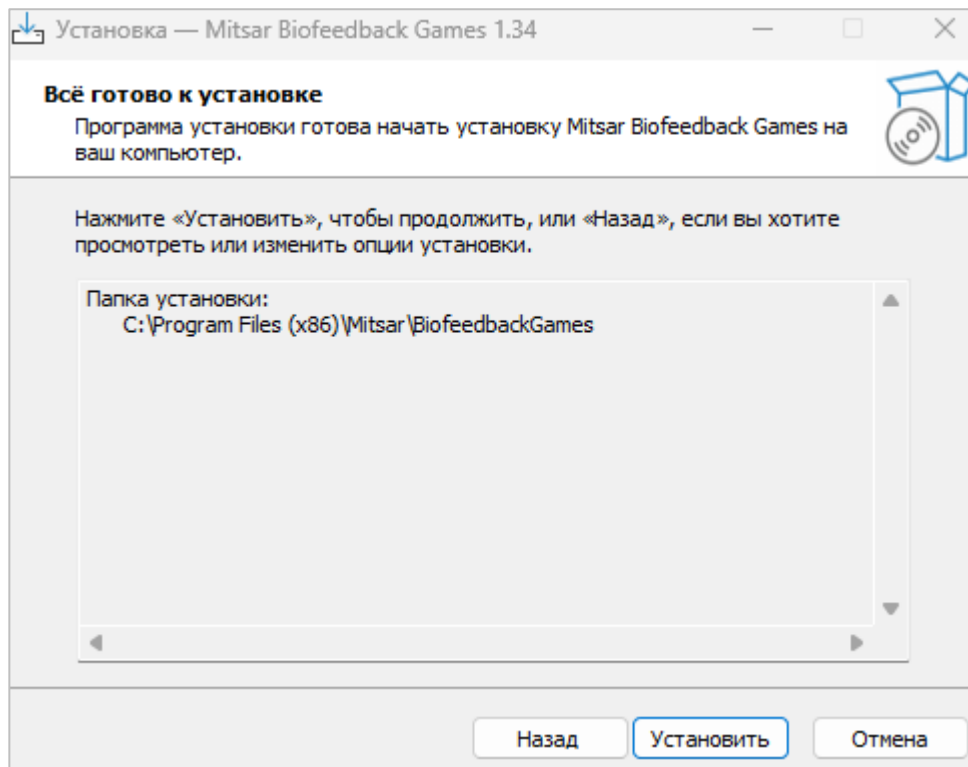 Установка — Mitsar Biofeedback Games 1.34
Всё готово к установке
Программа установки готова начать установку Mitsar Biofeedback Games на
ваш компьютер.
Нажмите «Установить», чтобы продолжить, или «Назад», если вы хотите
просмотреть или изменить опции установки.
Папка установки:
C:\Program Files (x86)\Mitsar\BiofeedbackGames
Назад Установить Отмена